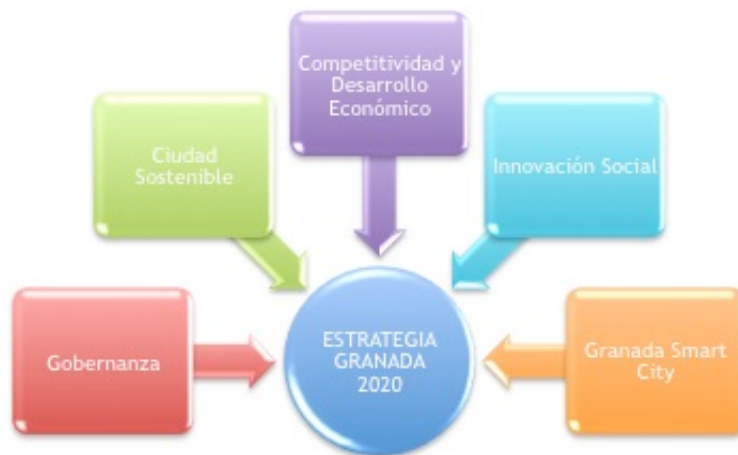 Competitividad y
Desarrollo
Económico
Ciudad
Sostenible
Innovación Social
Gobernanza
ESTRATEGIA
GRANADA
2020
Granada Smart
City